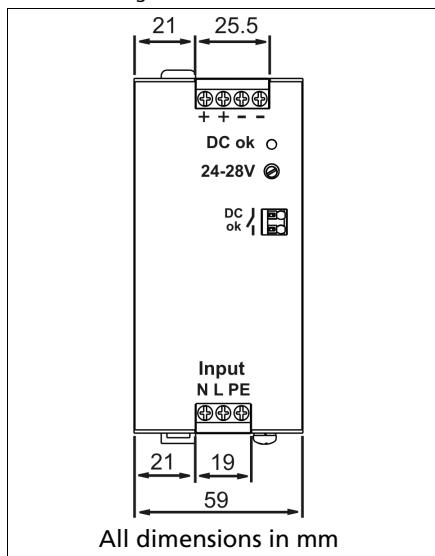 21 25.5
+ + - -
DC ok
24-28V
DC
ok
Input
N L PE
21 19
59
All dimensions in mm